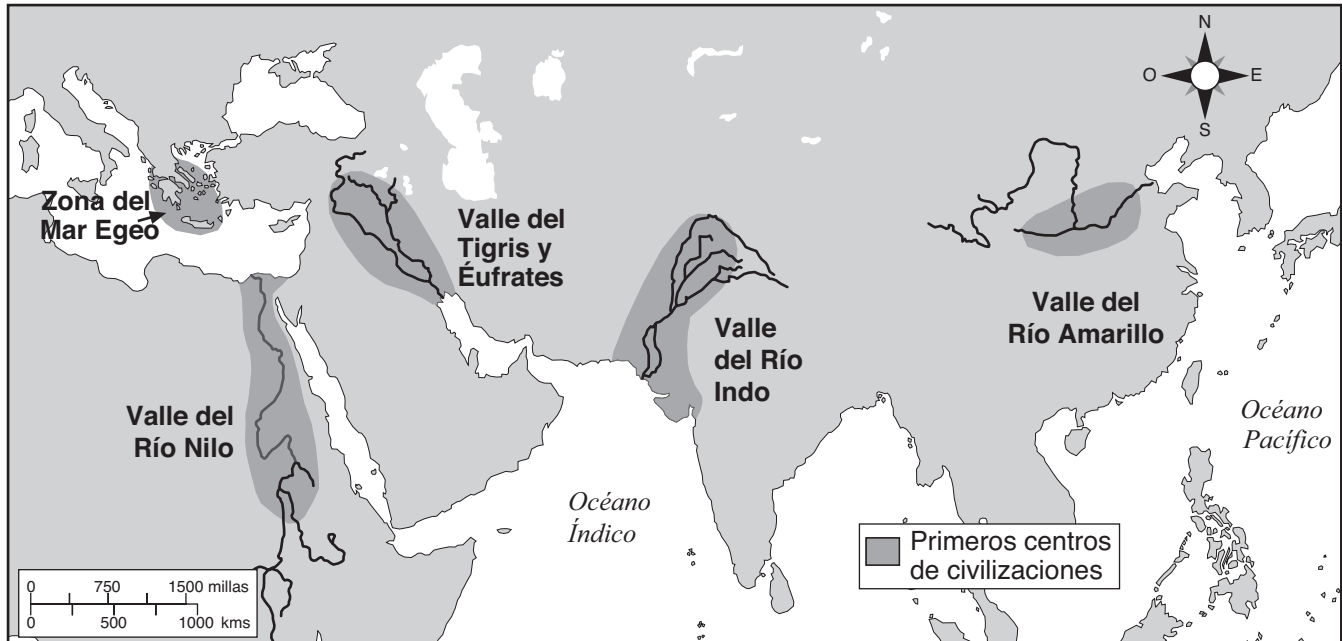 N
O
E
S
Zona del
Mar Egeo
Valle del
Tigris y
Éufrates
Valle del
Río Nilo
Valle
del Río
Indo
Valle del
Río Amarillo
Océano
Índico
Océano
Pacífico
Primeros centros
de civilizaciones
0 750 1500 millas
0 500 1000 kms